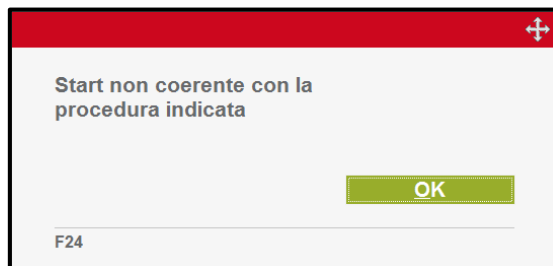 Start non coerente con la
procedura indicata
OK
F24